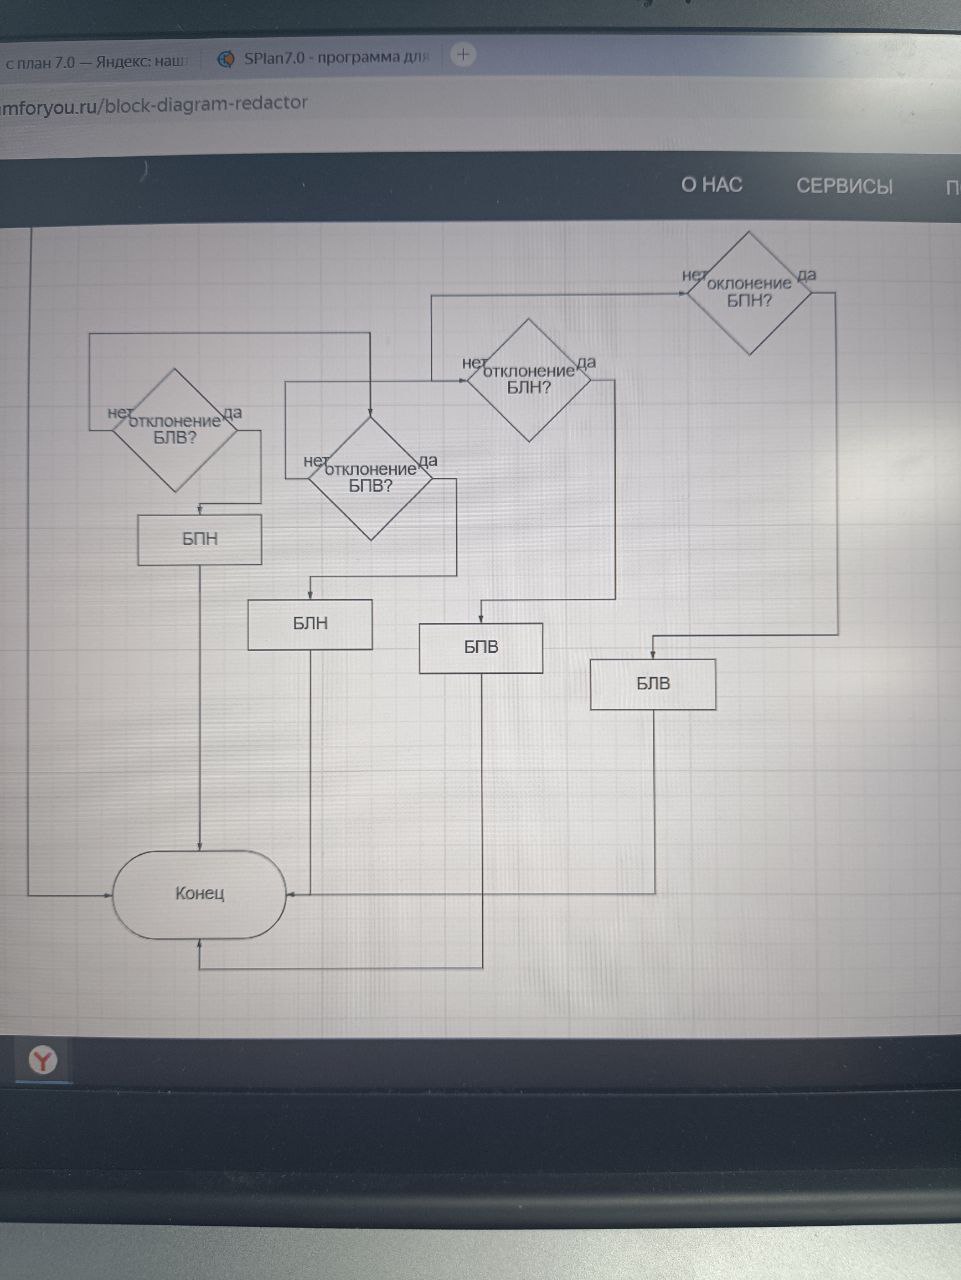 с план 7.0 — Яндекс: наш
SPlan7.0 - программа для
mforyou.ru/block-diagram-redactor
О НАС
СЕРВИСЫ
нет
да
оклонение
БПН?
нет
да
отклонение
БЛН?
нет
да
отклонение
БЛВ?
нет
да
отклонение
БПВ?
БПН
БЛН
БПВ
БЛВ
Конец